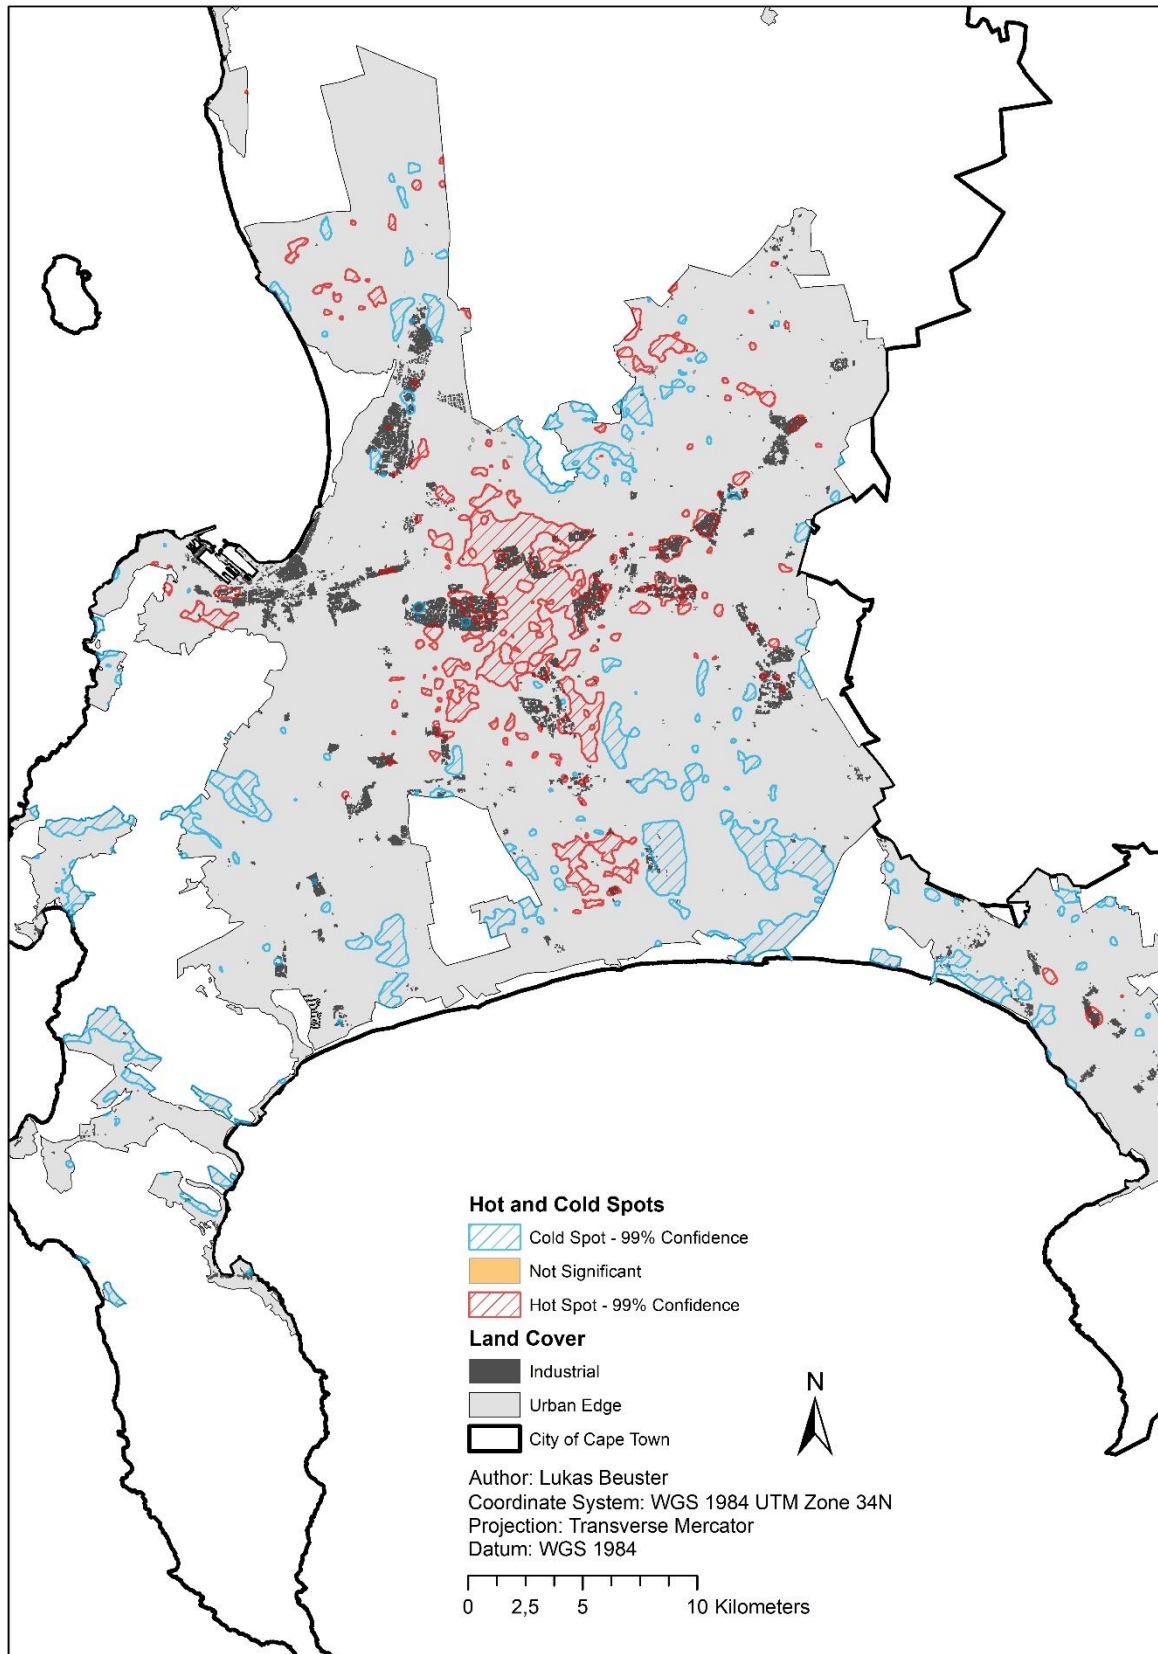 Hot and Cold Spots
Cold Spot - 99% Confidence
Not Significant
Hot Spot - 99% Confidence
Land Cover
Industrial
Urban Edge
City of Cape Town
N
Author: Lukas Beuster
Coordinate System: WGS 1984 UTM Zone 34N
Projection: Transverse Mercator
Datum: WGS 1984
0 2,5 5 10 Kilometers